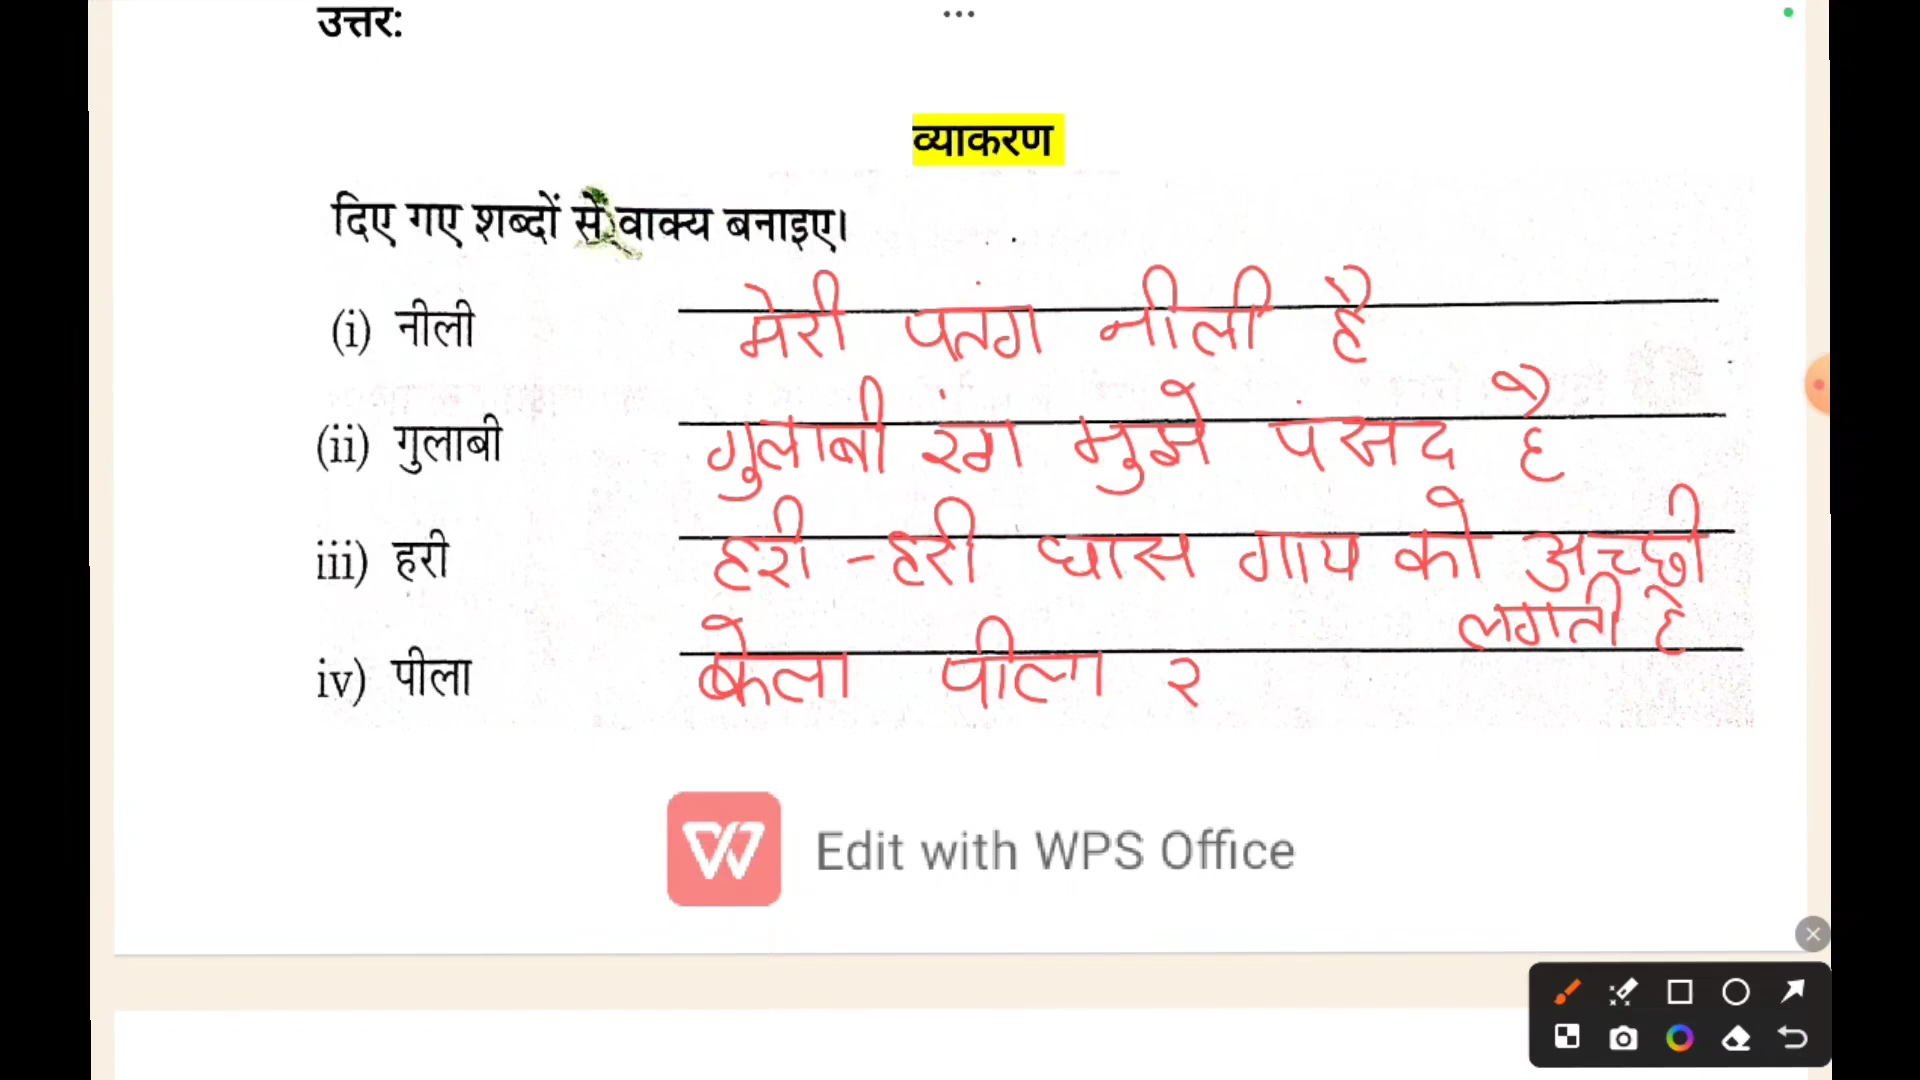 उत्तर:
व्याकरण
दिए गए शब्दों से वाक्य बनाइए।
(i) नीली मेरी पतंग नीली है
(ii) गुलाबी गुलाबी रंग मुझे पंसद है
iii) हरी हरी - हरी घास गाय को अच्छी
लगती है
iv) पीला केला पीला र
Edit with WPS Office